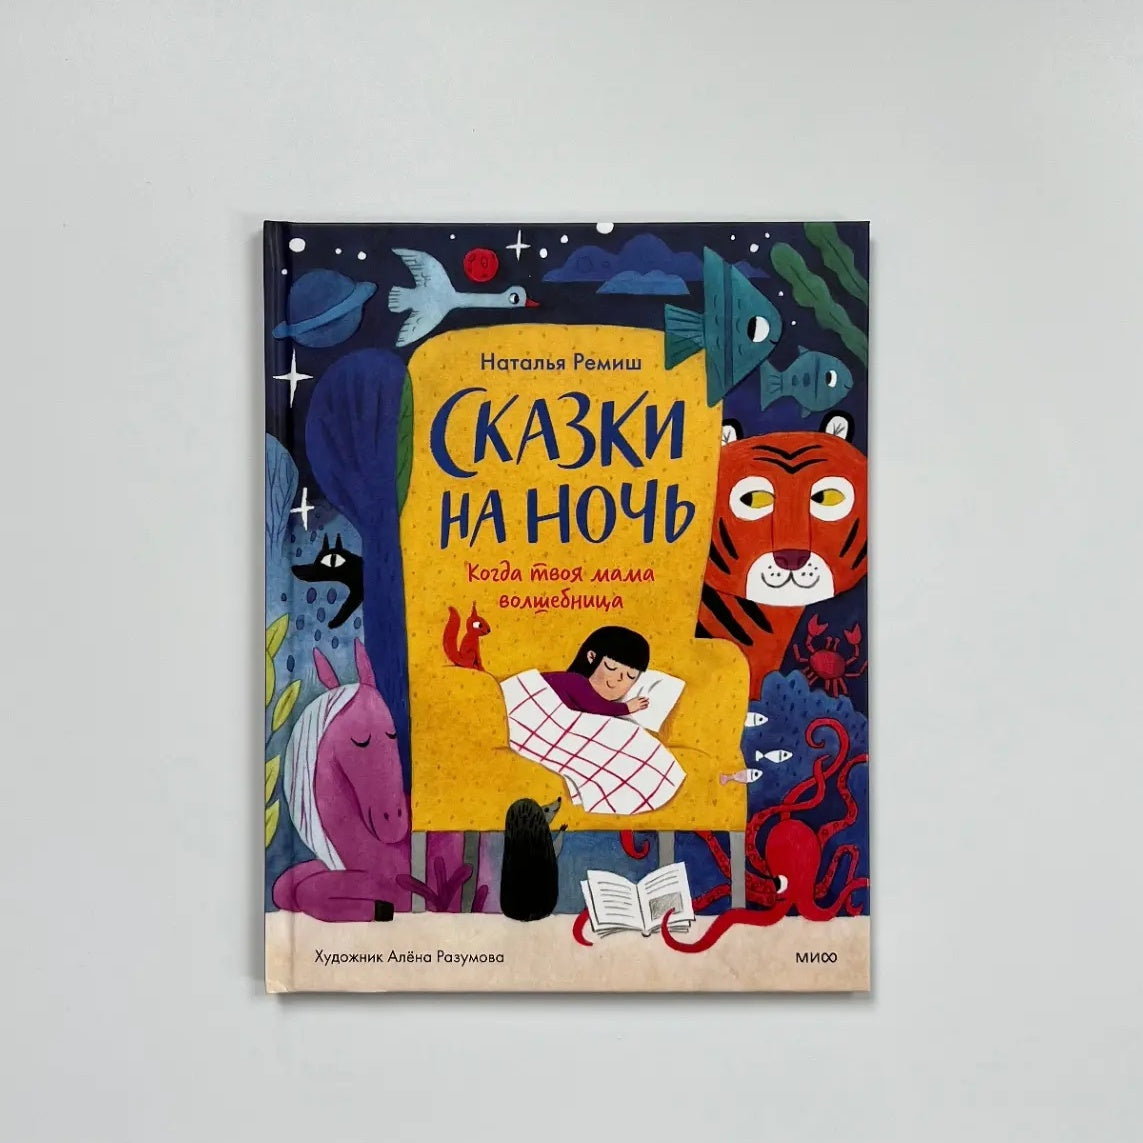 Наталья Ремиш
Сказки
на ночь
Когда твоя мама
волшебница
Художник Алёна Разумова
МИФ